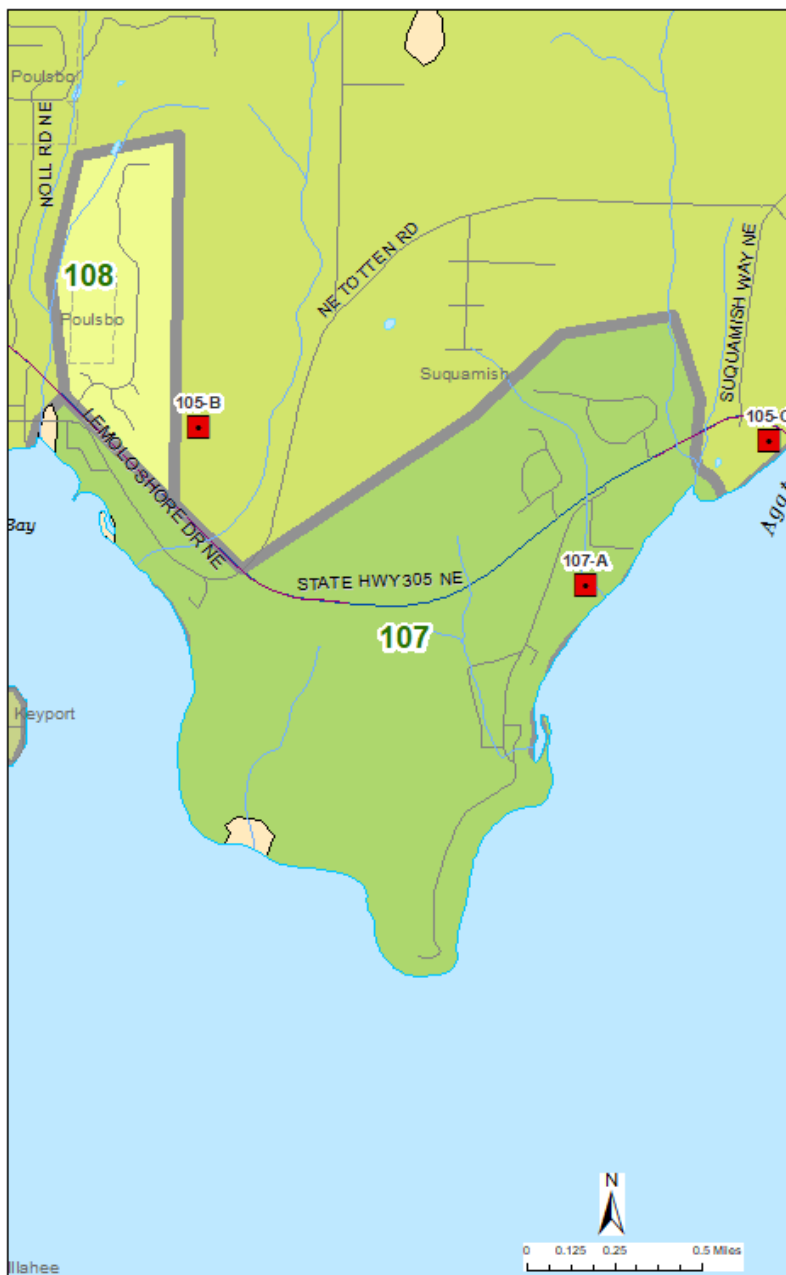 Poulsbo
NOLL RD NE
SUQUAMISH WAY NE
NE TOTTEN RD
108
Poulsbo
Suquamish
105-B
105-C
LEMOLO SHORE DR NE
Bay
Agat
107-A
STATE HWY 305 NE
107
Keyport
N
0 0.125 0.25 0.5 Miles
Illahee